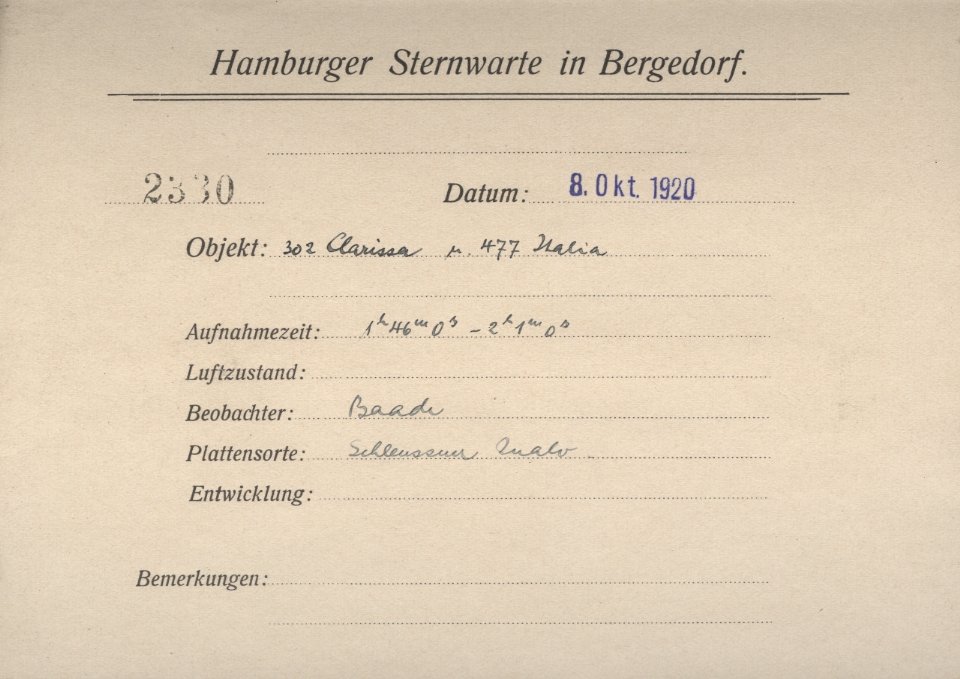 Hamburger Sternwarte in Bergedorf.
2330 Datum: 8. Okt. 1920
Objekt: 302 Clarissa u. 477 Italia
Aufnahmezeit: 1h 46m 0s – 2h 1m 0s
Luftzustand:
Beobachter: Baade
Plattensorte: Schleussner
Entwicklung:
Bemerkungen: